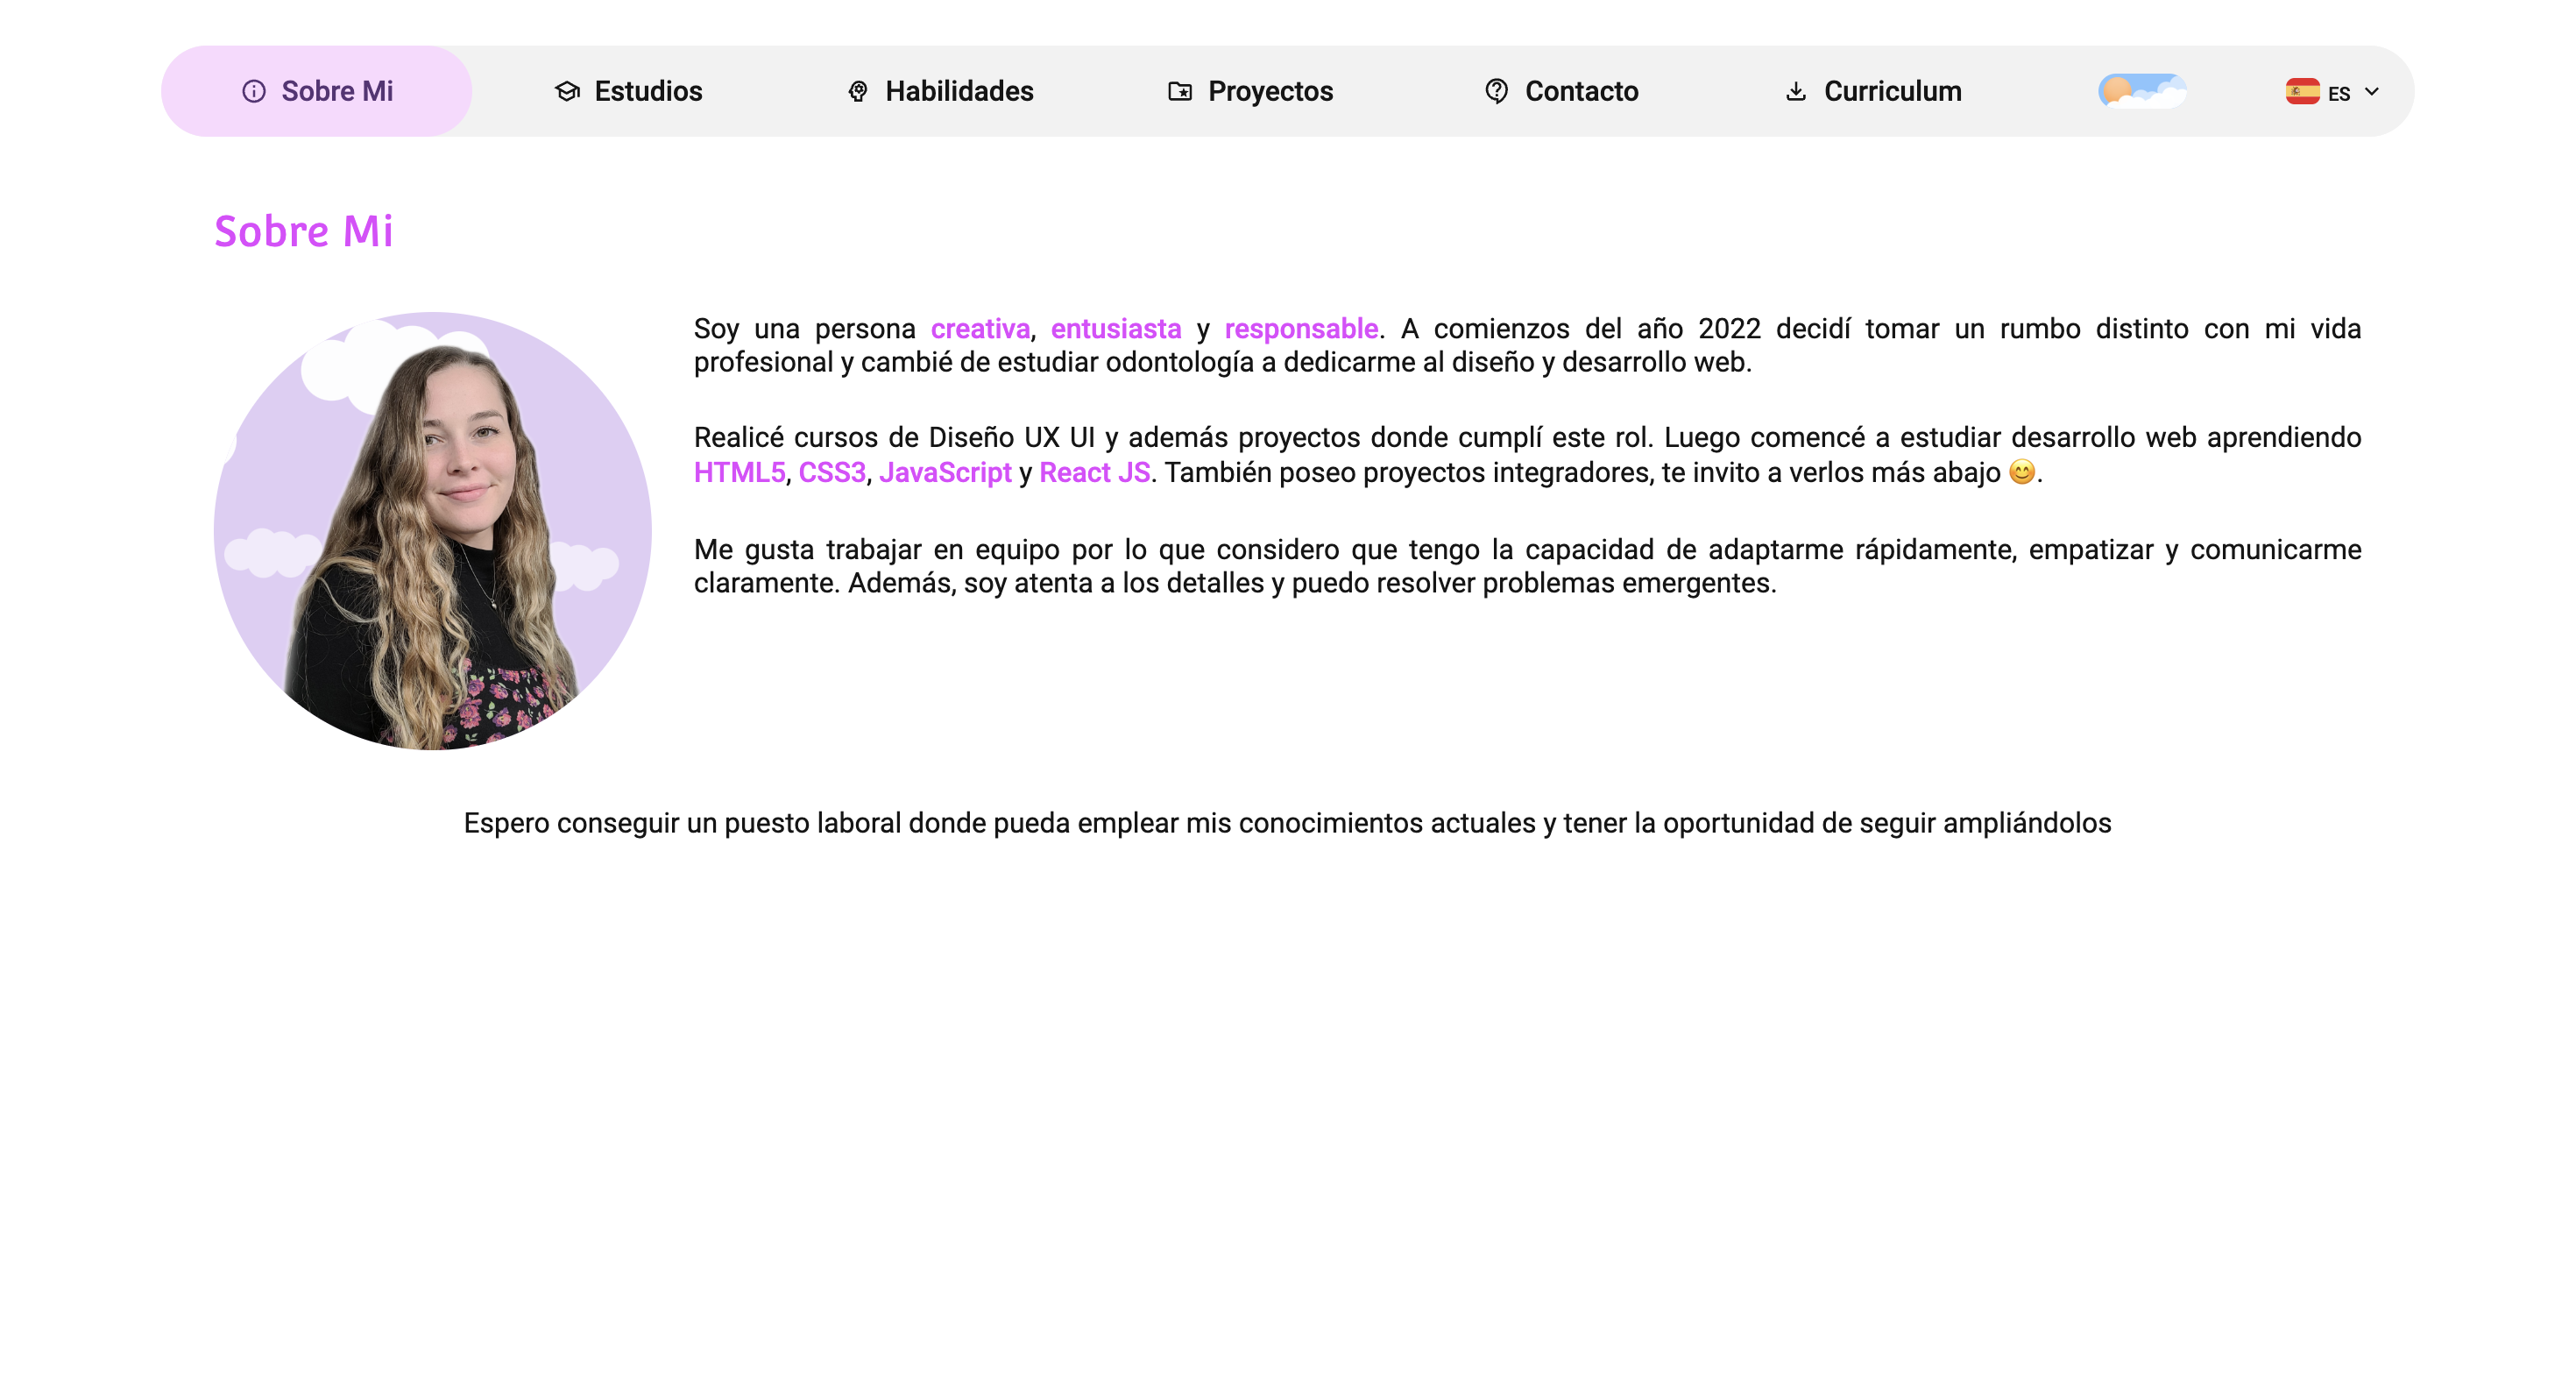 Sobre Mi
Estudios
Habilidades
Proyectos
Contacto
Curriculum
ES
Sobre Mi
Soy una persona creativa, entusiasta y responsable. A comienzos del año 2022 decidí tomar un rumbo distinto con mi vida
profesional y cambié de estudiar odontología a dedicarme al diseño y desarrollo web.
Realicé cursos de Diseño UX UI y además proyectos donde cumplí este rol. Luego comencé a estudiar desarrollo web aprendiendo
HTML5, CSS3, JavaScript y React JS. También poseo proyectos integradores, te invito a verlos más abajo 😊.
Me gusta trabajar en equipo por lo que considero que tengo la capacidad de adaptarme rápidamente, empatizar y comunicarme
claramente. Además, soy atenta a los detalles y puedo resolver problemas emergentes.
Espero conseguir un puesto laboral donde pueda emplear mis conocimientos actuales y tener la oportunidad de seguir ampliándolos